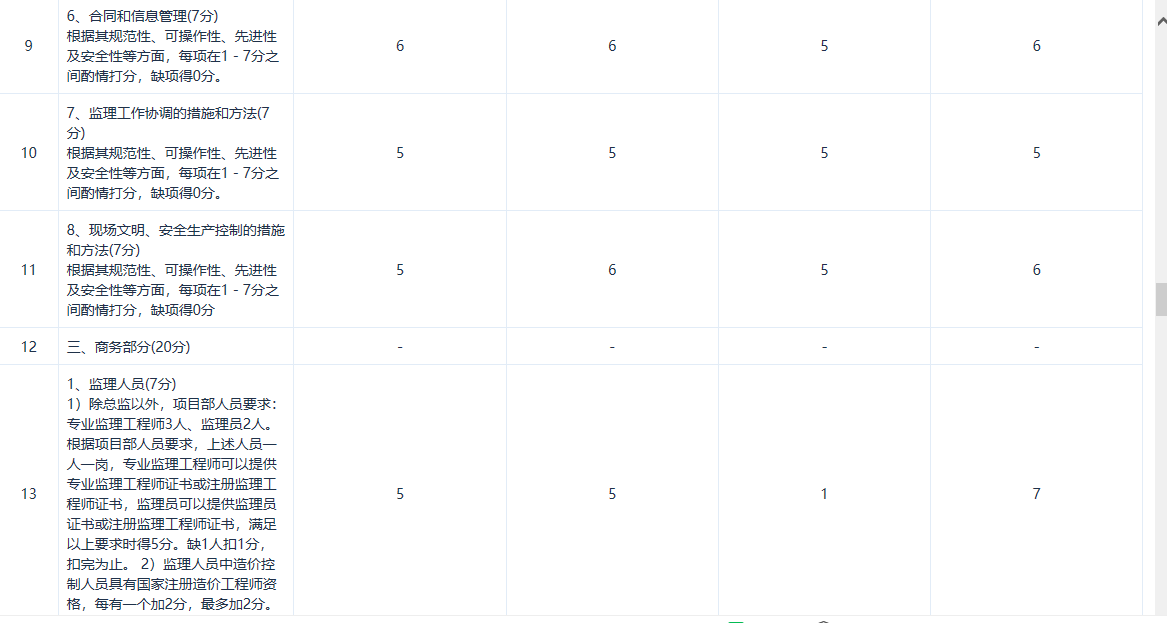 6、合同和信息管理(7分)
根据其规范性、可操作性、先进性
及安全性等方面，每项在1－7分之
间酌情打分，缺项得0分。
9
6
6
5
6
7、监理工作协调的措施和方法(7
分)
根据其规范性、可操作性、先进性
及安全性等方面，每项在1－7分之
间酌情打分，缺项得0分。
10
5
5
5
5
8、现场文明、安全生产控制的措施
和方法(7分)
根据其规范性、可操作性、先进性
及安全性等方面，每项在1－7分之
间酌情打分，缺项得0分
11
5
6
5
6
12
三、商务部分(20分)
-
-
-
-
1、监理人员(7分)
1）除总监以外，项目部人员要求：
专业监理工程师3人、监理员2人。
根据项目部人员要求，上述人员一
人一岗，专业监理工程师可以提供
专业监理工程师证书或注册监理工
程师证书，监理员可以提供监理员
证书或注册监理工程师证书，满足
以上要求时得5分。缺1人扣1分，
扣完为止。 2）监理人员中造价控
制人员具有国家注册造价工程师资
格，每有一个加2分，最多加2分。
13
5
5
1
7